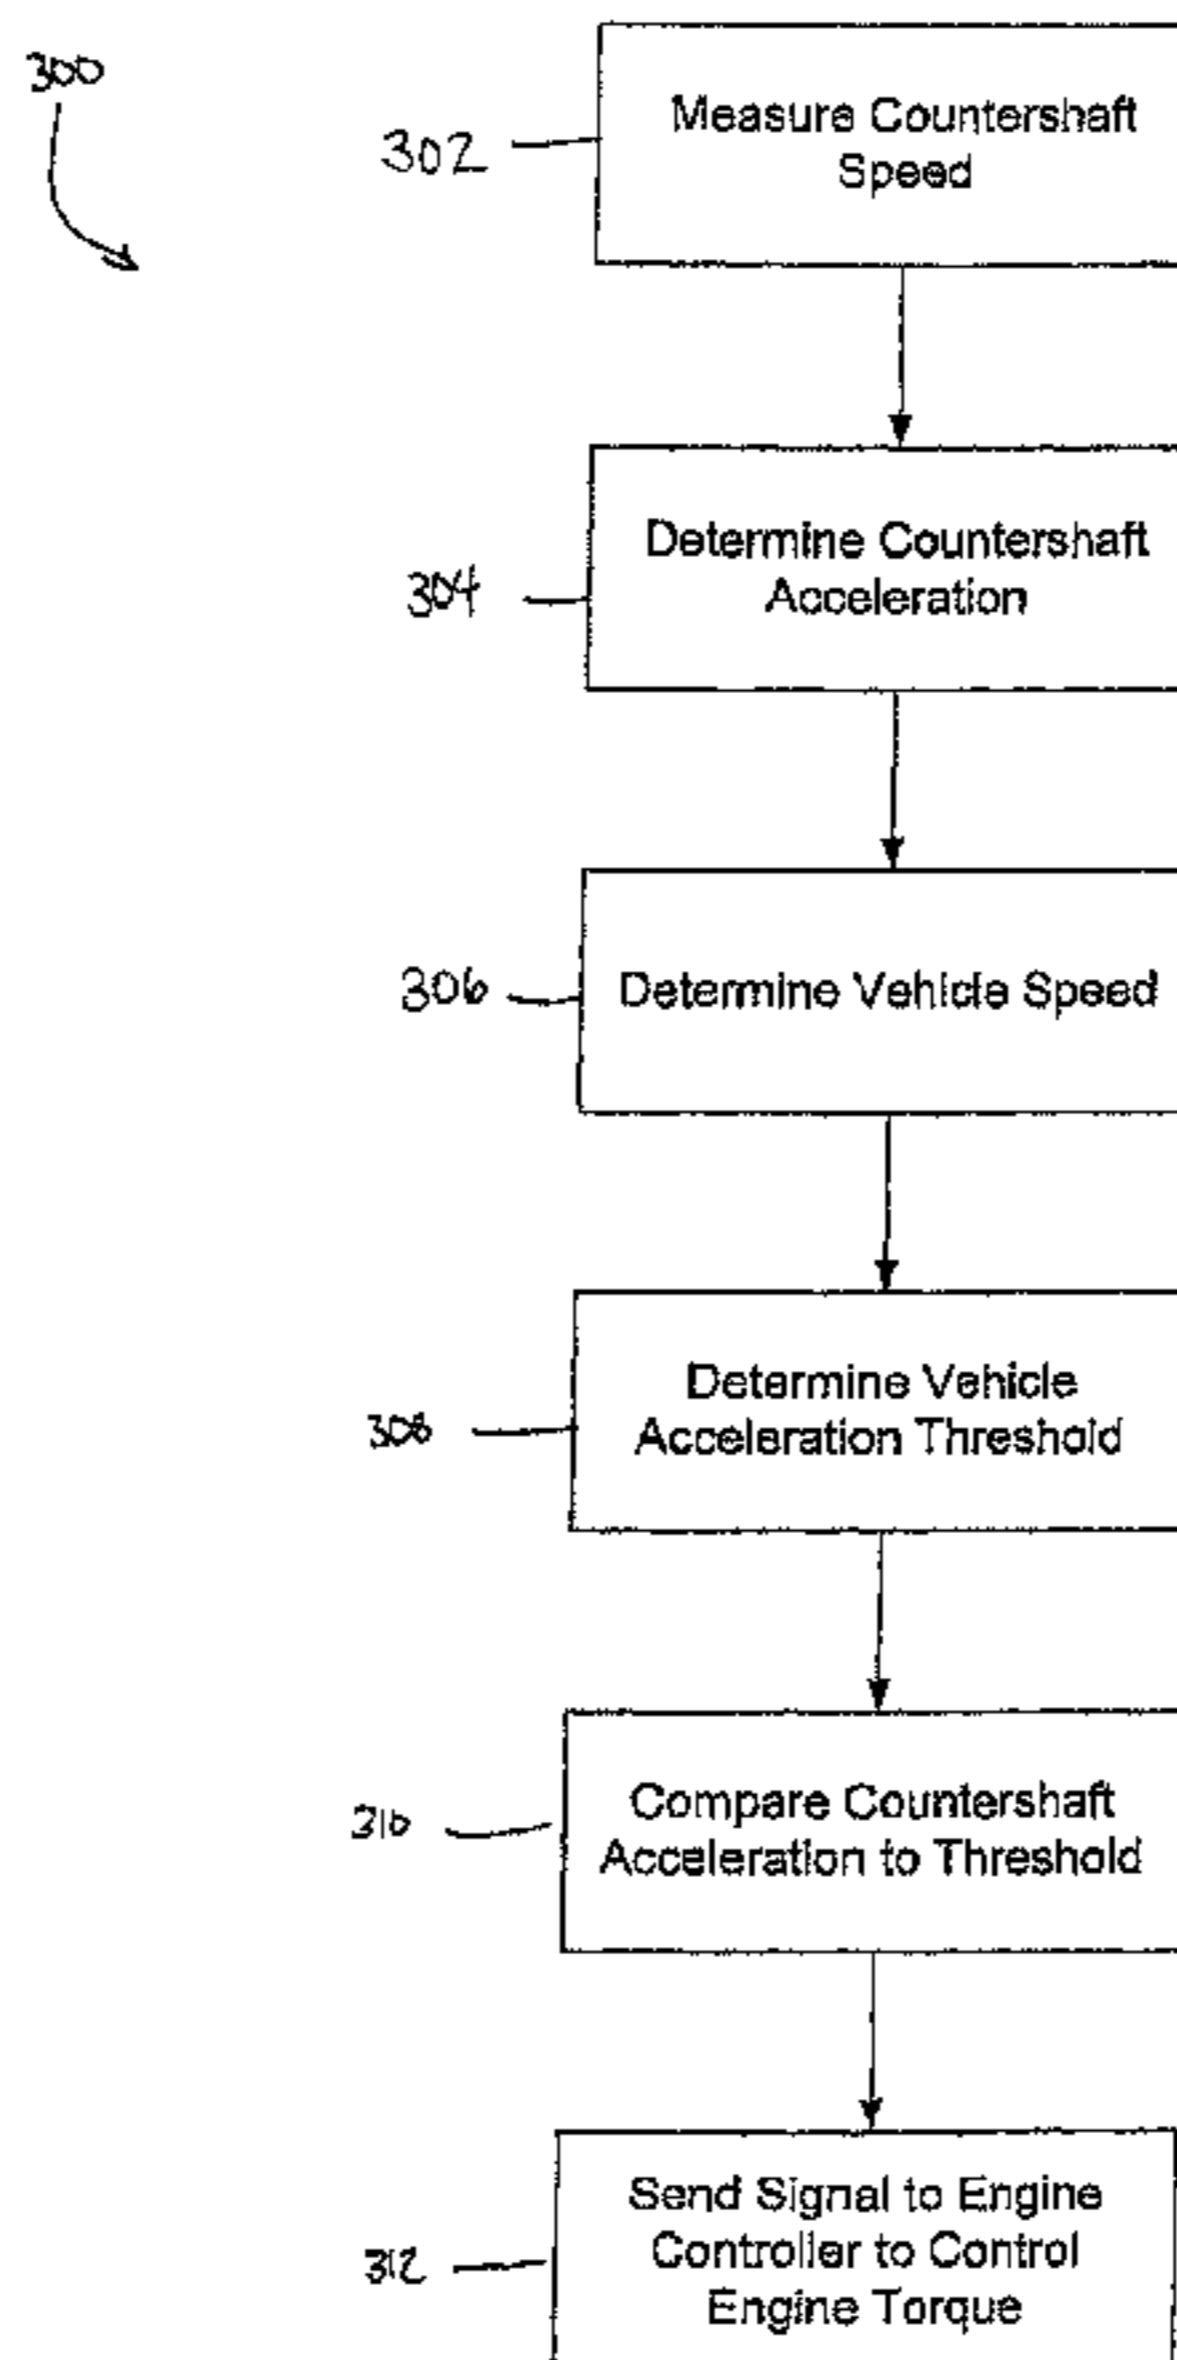 300
302
Measure Countershaft
Speed
304
Determine Countershaft
Acceleration
306
Determine Vehicle Speed
308
Determine Vehicle
Acceleration Threshold
310
Compare Countershaft
Acceleration to Threshold
312
Send Signal to Engine
Controller to Control
Engine Torque